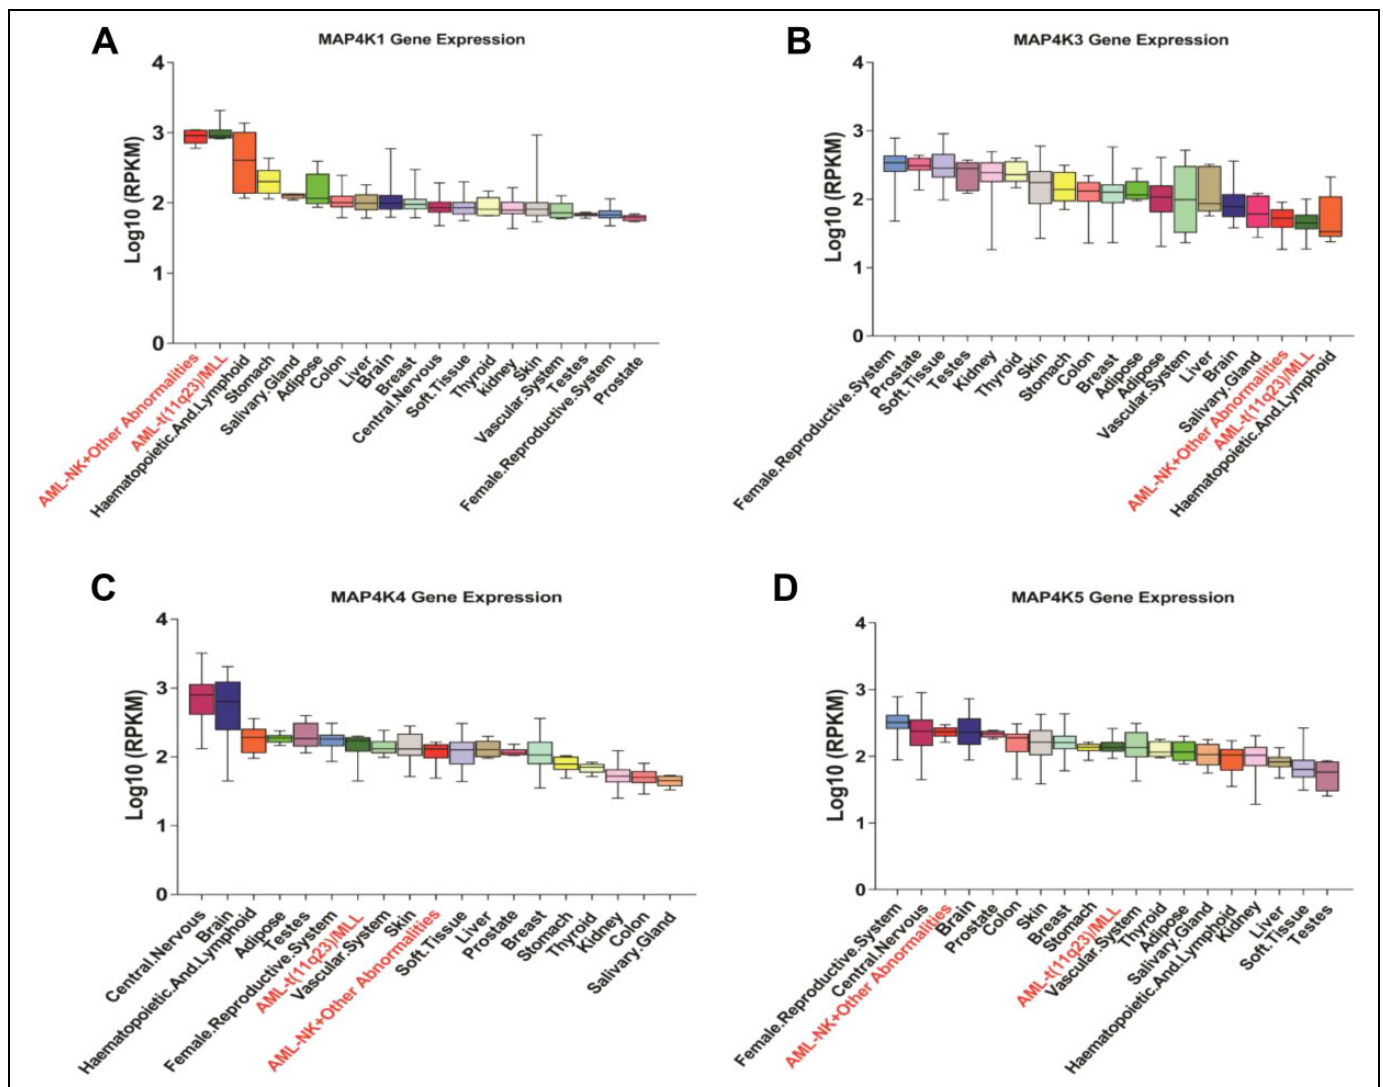 A
MAP4K1 Gene Expression
Log10 (RPKM)
4
3
2
1
0
AML-NK+Other Abnormalities
AML-t(11q23)/MLL
Haematopoietic.And.Lymphoid
Stomach
Salivary.Gland
Adipose
Colon
Liver
Brain
Breast
Central.Nervous
Soft.Tissue
Thyroid
kidney
Skin
Vascular.System
Testes
Female.Reproductive.System
Prostate
B
MAP4K3 Gene Expression
Log10 (RPKM)
4
3
2
1
0
Female.Reproductive.System
Prostate
Soft.Tissue
Testes
Kidney
Thyroid
Skin
Stomach
Colon
Breast
Adipose
Adipose
Vascular.System
Liver
Brain
Salivary.Gland
AML-NK+Other Abnormalities
AML-t(11q23)/MLL
Haematopoietic.And.Lymphoid
C
MAP4K4 Gene Expression
Log10 (RPKM)
4
3
2
1
0
Central.Nervous
Brain
Haematopoietic.And.Lymphoid
Adipose
Testes
Female.Reproductive.System
AML-t(11q23)/MLL
Vascular.System
Skin
AML-NK+Other Abnormalities
Soft.Tissue
Liver
Prostate
Breast
Stomach
Thyroid
Kidney
Colon
Salivary.Gland
D
MAP4K5 Gene Expression
Log10 (RPKM)
4
3
2
1
0
Female.Reproductive.System
Central.Nervous
AML-NK+Other Abnormalities
Brain
Prostate
Colon
Skin
Breast
Stomach
AML-t(11q23)/MLL
Vascular.System
Thyroid
Adipose
Salivary.Gland
Haematopoietic.And.Lymphoid
Kidney
Liver
Soft.Tissue
Testes